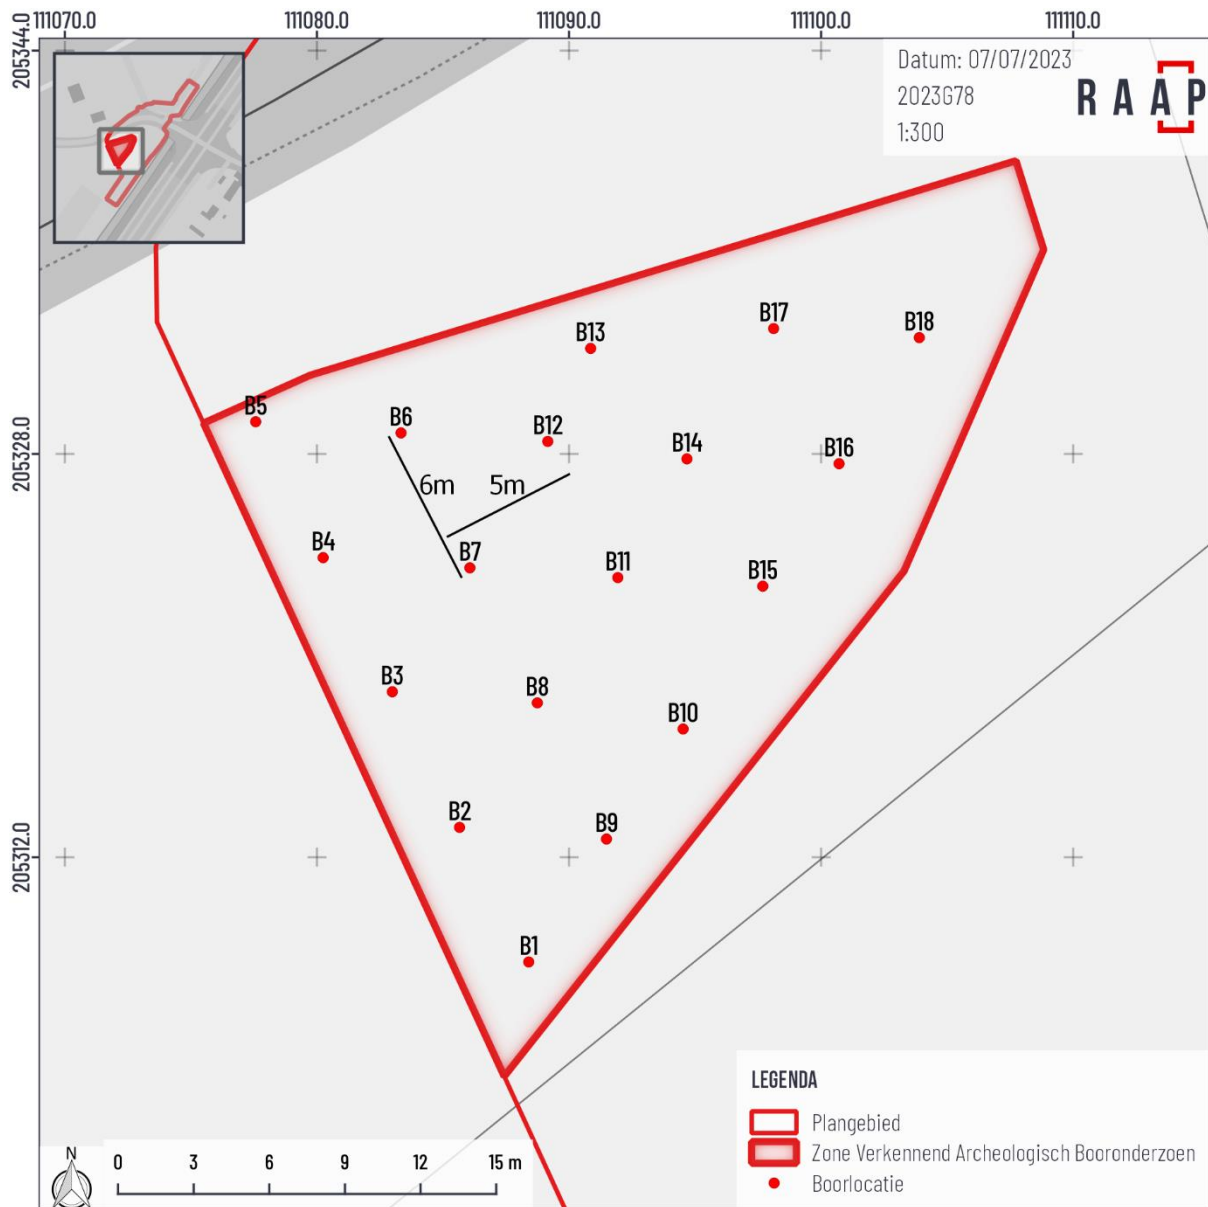 111070.0 111080.0 111090.0 111100.0 111110.0
205344.0
Datum: 07/07/2023
2023G78
1:300
RAAP
B17
B18
B13
B5
B6
B12
B14
B16
205328.0
6m 5m
B4
B7
B11
B15
B3
B8
B10
B2
B9
205312.0
B1
LEGENDA
Plangebied
Zone Verkennend Archeologisch Booronderzoen
Boorlocatie
N
0 3 6 9 12 15 m